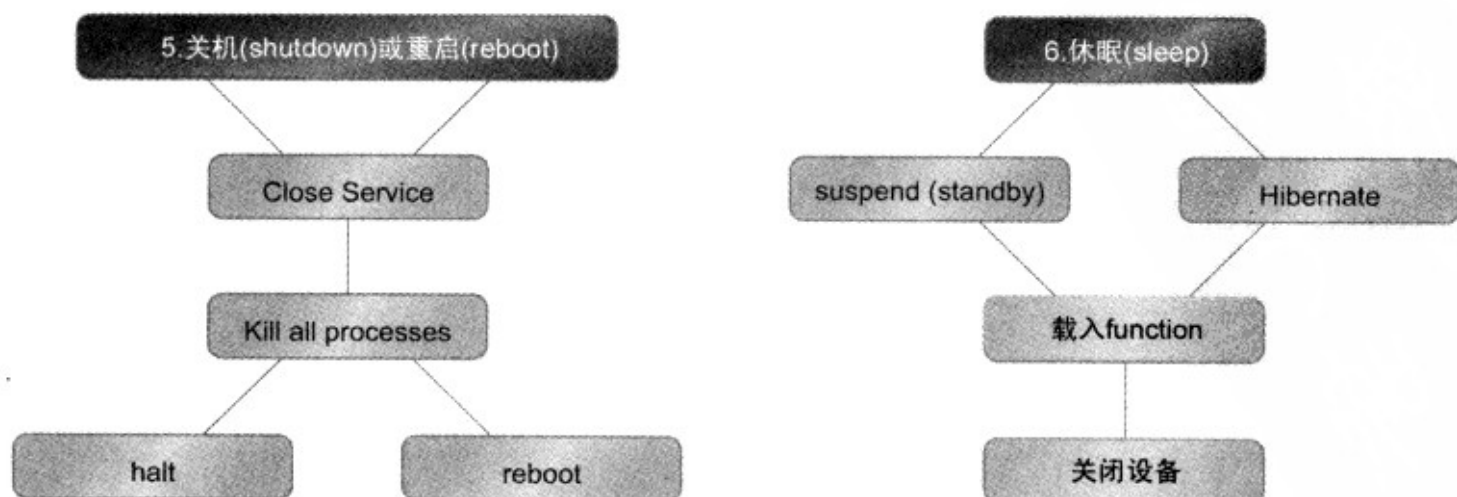 5.关机(shutdown)或重启(reboot)
Close Service
Kill all processes
halt
reboot
6.休眠(sleep)
suspend (standby)
Hibernate
载入function
关闭设备